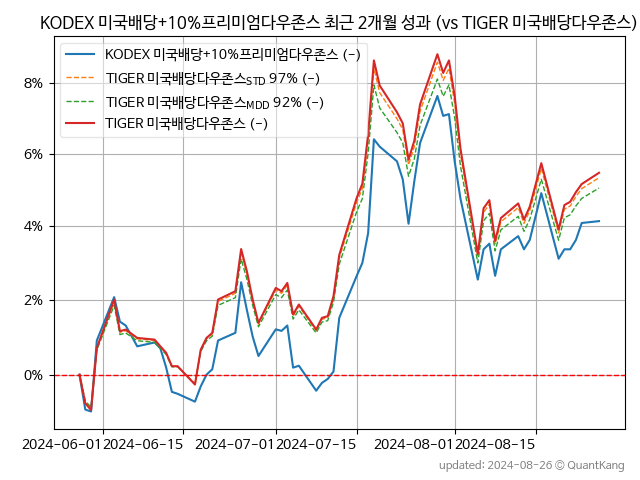 KODEX 미국배당+10%프리미엄다우존스 최근 2개월 성과 (vs TIGER 미국배당다우존스)
KODEX 미국배당+10%프리미엄다우존스 (-)
TIGER 미국배당다우존스STD 97% (-)
TIGER 미국배당다우존스MDD 92% (-)
TIGER 미국배당다우존스 (-)
8%
6%
4%
2%
0%
2024-06-01 2024-06-15 2024-07-01 2024-07-15 2024-08-01 2024-08-15
updated: 2024-08-26 © QuantKang